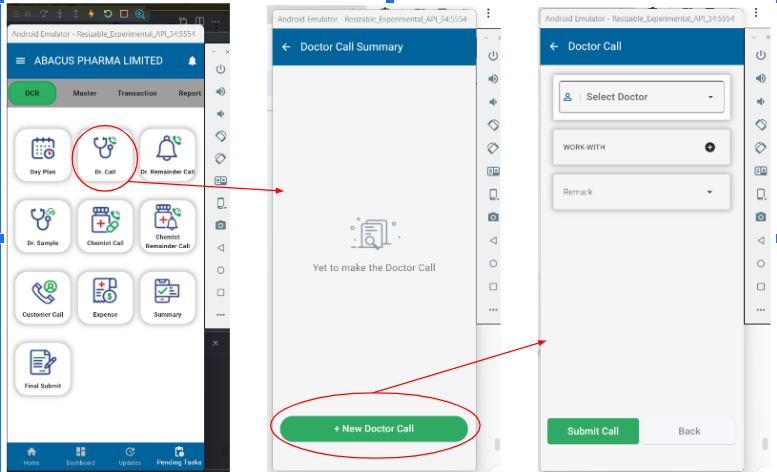 Android Emulator - Resizable_Experimental_API_34:5554
ABACUS PHARMA LIMITED
DCR
Master
Transaction
Report
Day Plan
Dr. Call
Dr. Remainder Call
Dr. Sample
Chemist Call
Chemist
Remainder Call
Customer Call
Expense
Summary
Final Submit
Home
Dashboard
Updates
Pending Tasks
Android Emulator - Resizable_Experimental_API_34:5554
Doctor Call Summary
Yet to make the Doctor Call
+ New Doctor Call
Android Emulator - Resizable_Experimental_API_34:5554
Doctor Call
Select Doctor
WORK-WITH
Remark
Submit Call
Back